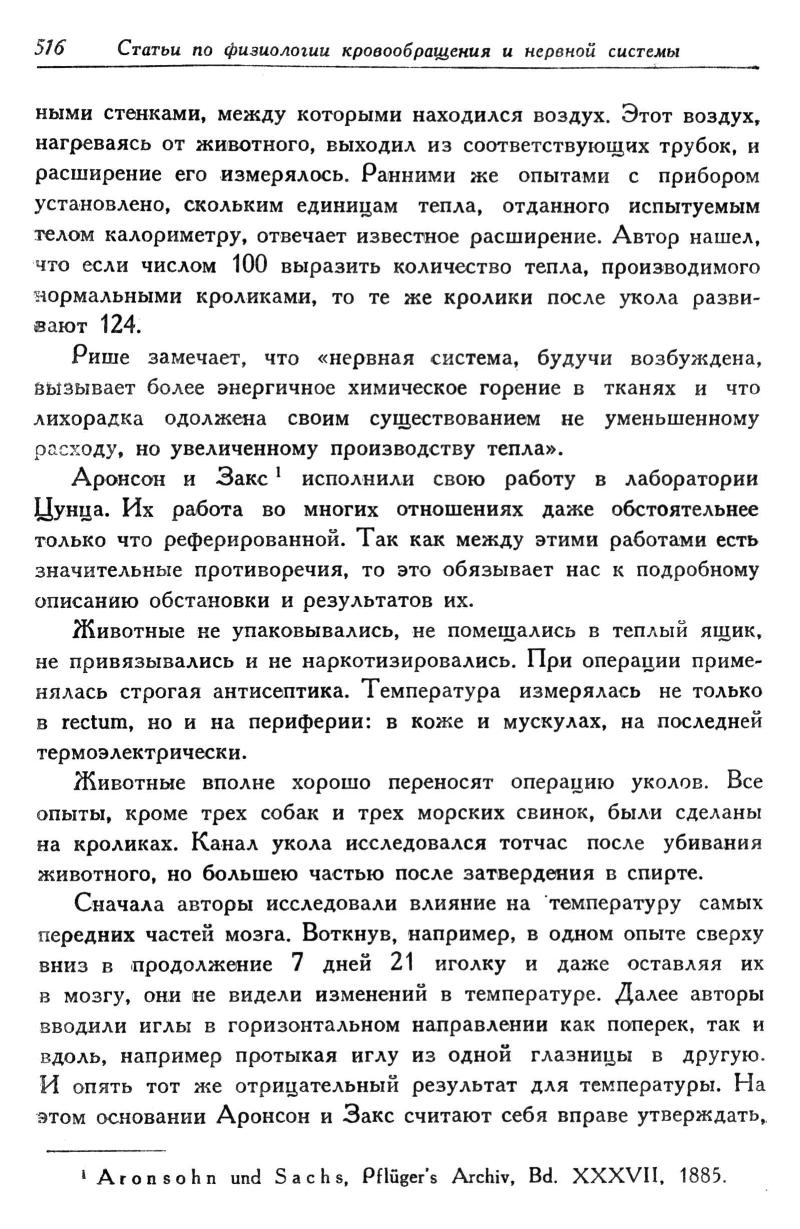 516 Статьи по физиологии кровообращения и нервной системы
ными стенками, между которыми находился воздух. Этот воздух,
нагреваясь от животного, выходил из соответствующих трубок, и
расширение его измерялось. Ранними же опытами с прибором
установлено, скольким единицам тепла, отданного испытуемым
телом калориметру, отвечает известное расширение. Автор нашел,
что если числом 100 выразить количество тепла, производимого
нормальными кроликами, то те же кролики после укола разви-
вают 124.
Рише замечает, что «нервная система, будучи возбуждена,
вызывает более энергичное химическое горение в тканях и что
лихорадка одолжена своим существованием не уменьшенному
расходу, но увеличенному производству тепла».
Аронсон и Закс ¹ исполнили свою работу в лаборатории
Цунца. Их работа во многих отношениях даже обстоятельнее
только что реферированной. Так как между этими работами есть
значительные противоречия, то это обязывает нас к подробному
описанию обстановки и результатов их.
Животные не упаковывались, не помещались в теплый ящик,
не привязывались и не наркотизировались. При операции приме-
нялась строгая антисептика. Температура измерялась не только
в rectum, но и на периферии: в коже и мускулах, на последней
термоэлектрически.
Животные вполне хорошо переносят операцию уколов. Все
опыты, кроме трех собак и трех морских свинок, были сделаны
на кроликах. Канал укола исследовался тотчас после убивания
животного, но большею частью после затвердения в спирте.
Сначала авторы исследовали влияние на температуру самых
передних частей мозга. Воткнув, например, в одном опыте сверху
вниз в продолжение 7 дней 21 иголку и даже оставляя их
в мозгу, они не видели изменений в температуре. Далее авторы
вводили иглы в горизонтальном направлении как поперек, так и
вдоль, например протыкая иглу из одной глазницы в другую.
И опять тот же отрицательный результат для температуры. На
этом основании Аронсон и Закс считают себя вправе утверждать,
¹ Aronsohn und Sachs, Pflüger's Archiv, Bd. XXXVII, 1885.